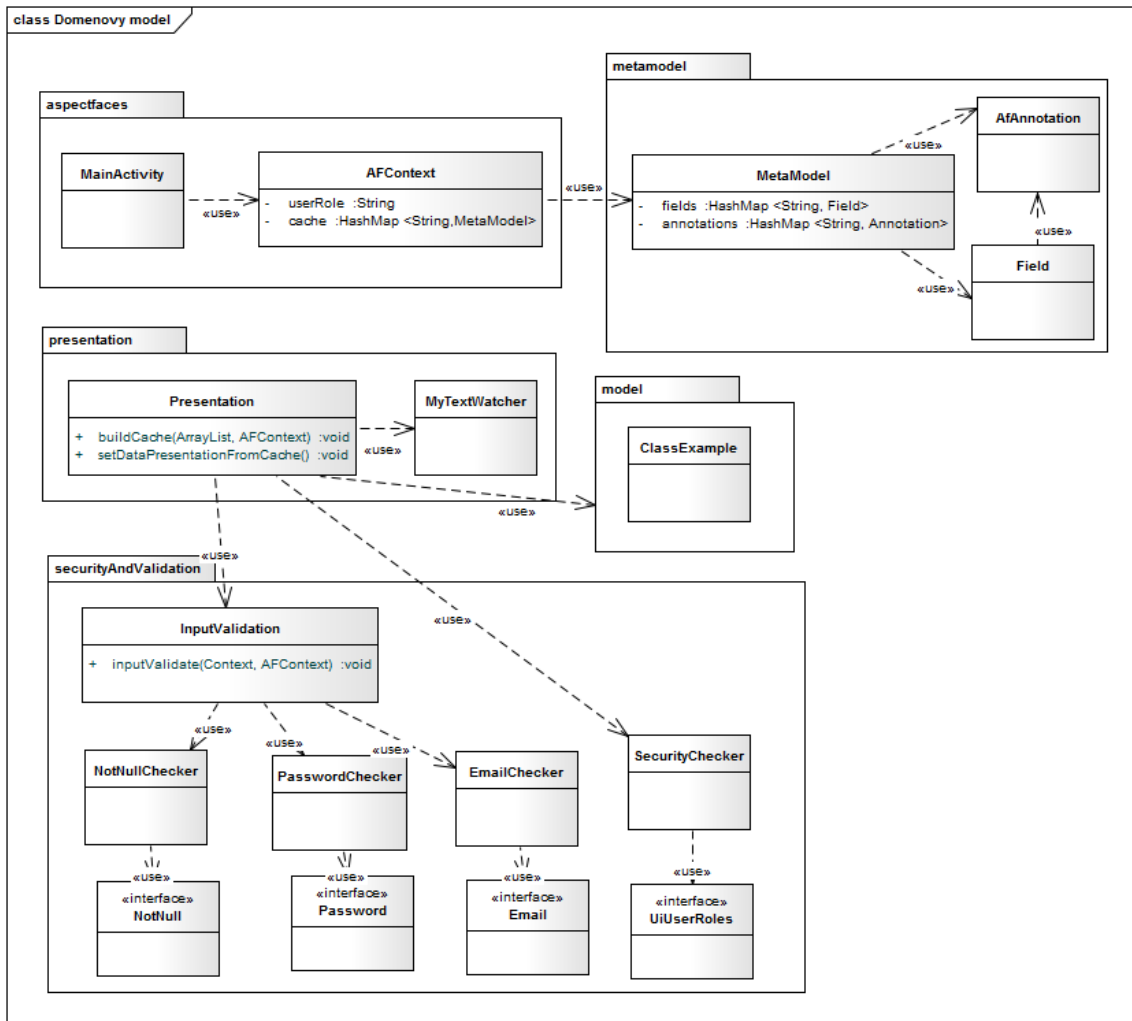 class Domenovy model
metamodel
aspectfaces
AfAnnotation
«use»
MainActivity
AFContext
- userRole :String
- cache :HashMap <String,MetaModel>
«use»
«use»
MetaModel
- fields :HashMap <String, Field>
- annotations :HashMap <String, Annotation>
«use»
«use»
Field
presentation
Presentation
+ buildCache(ArrayList, AFContext) :void
+ setDataPresentationFromCache() :void
«use»
MyTextWatcher
model
ClassExample
«use»
«use»
«use»
securityAndValidation
InputValidation
+ inputValidate(Context, AFContext) :void
«use»
«use»
«use»
NotNullChecker
PasswordChecker
EmailChecker
SecurityChecker
«use»
«use»
«use»
«use»
«interface»
NotNull
«interface»
Password
«interface»
Email
«interface»
UiUserRoles